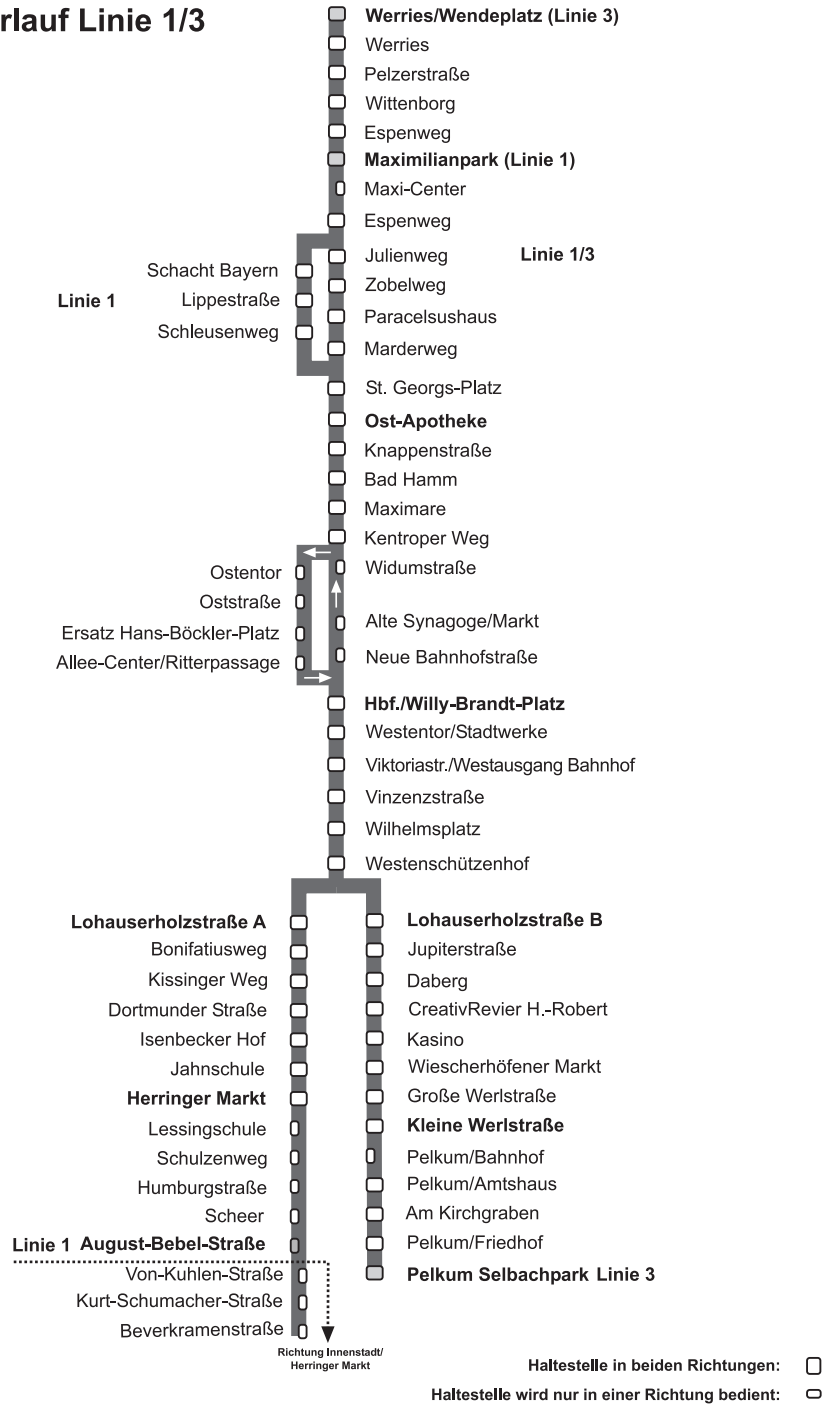 rlauf Linie 1/3
Werries/Wendeplatz (Linie 3)
Werries
Pelzerstraße
Wittenborg
Espenweg
Maximilianpark (Linie 1)
Maxi-Center
Espenweg
Julienweg
Linie 1/3
Zobelweg
Paracelsushaus
Marderweg
Schacht Bayern
Linie 1
Lippestraße
Schleusenweg
St. Georgs-Platz
Ost-Apotheke
Knappenstraße
Bad Hamm
Maximare
Kentroper Weg
Widumstraße
Alte Synagoge/Markt
Neue Bahnhofstraße
Ostentor
Oststraße
Ersatz Hans-Böckler-Platz
Allee-Center/Ritterpassage
Hbf./Willy-Brandt-Platz
Westentor/Stadtwerke
Viktoriastr./Westausgang Bahnhof
Vinzenzstraße
Wilhelmsplatz
Westenschützenhof
Lohauserholzstraße A
Bonifatiusweg
Kissinger Weg
Dortmunder Straße
Isenbecker Hof
Jahnschule
Herringer Markt
Lessingschule
Schulzenweg
Humburgstraße
Scheer
Linie 1 August-Bebel-Straße
Von-Kuhlen-Straße
Kurt-Schumacher-Straße
Beverkramenstraße
Richtung Innenstadt/
Herringer Markt
Lohauserholzstraße B
Jupiterstraße
Daberg
CreativRevier H.-Robert
Kasino
Wiescherhöfener Markt
Große Werlstraße
Kleine Werlstraße
Pelkum/Bahnhof
Pelkum/Amtshaus
Am Kirchgraben
Pelkum/Friedhof
Pelkum Selbachpark Linie 3
Haltestelle in beiden Richtungen:
Haltestelle wird nur in einer Richtung bedient: